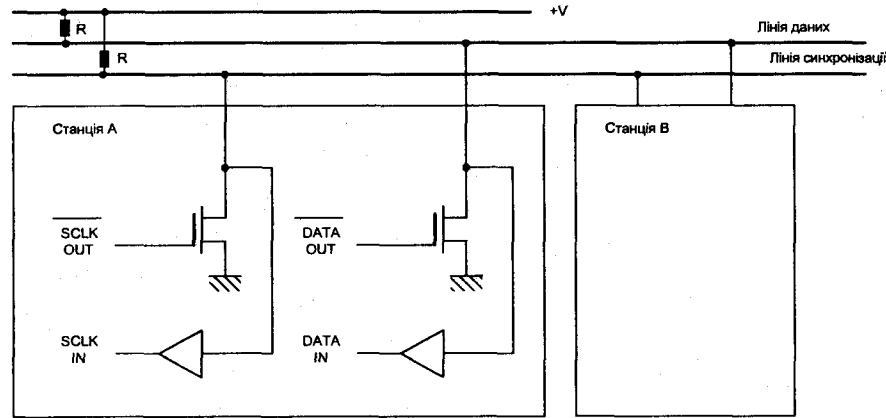 +V
R
Лінія даних
R
Лінія синхронізації
Станція А
Станція В
SCLK
OUT
DATA
OUT
SCLK
IN
DATA
IN